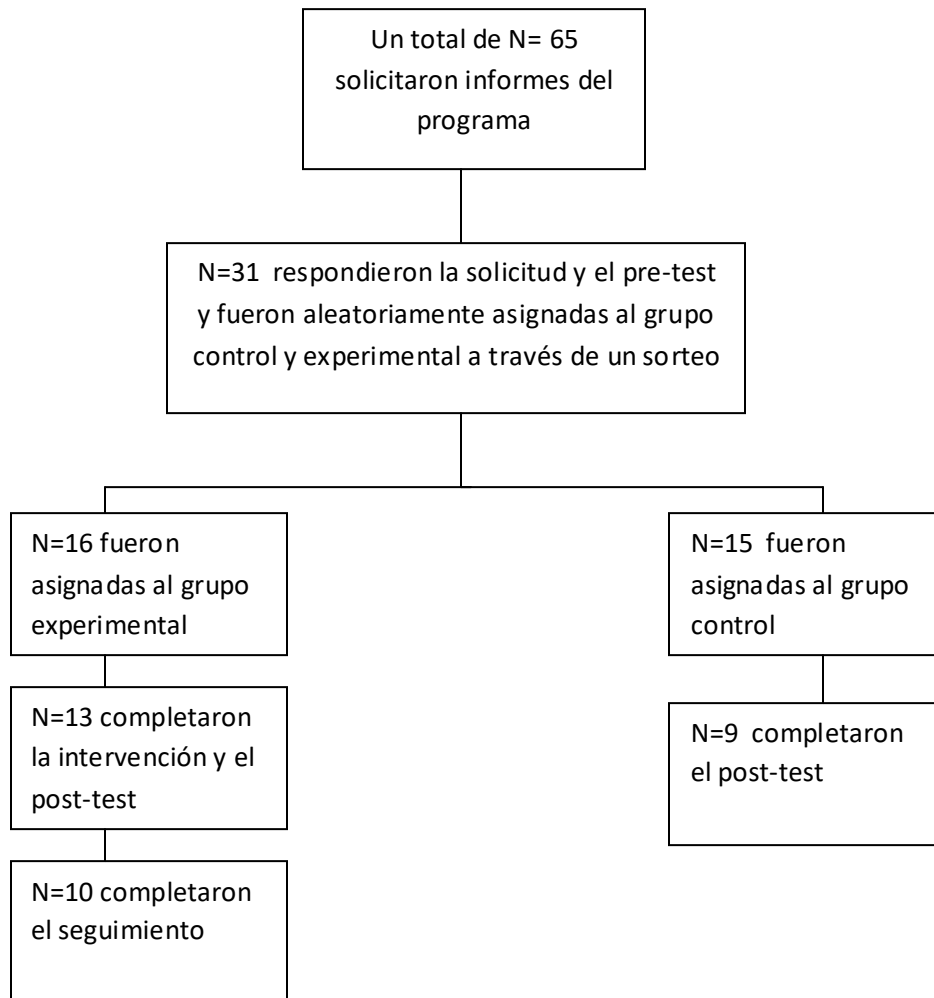 Un total de N= 65
solicitaron informes del
programa
N=31 respondieron la solicitud y el pre-test
y fueron aleatoriamente asignadas al grupo
control y experimental a través de un sorteo
N=16 fueron
asignadas al grupo
experimental
N=15 fueron
asignadas al grupo
control
N=13 completaron
la intervención y el
post-test
N=9 completaron
el post-test
N=10 completaron
el seguimiento